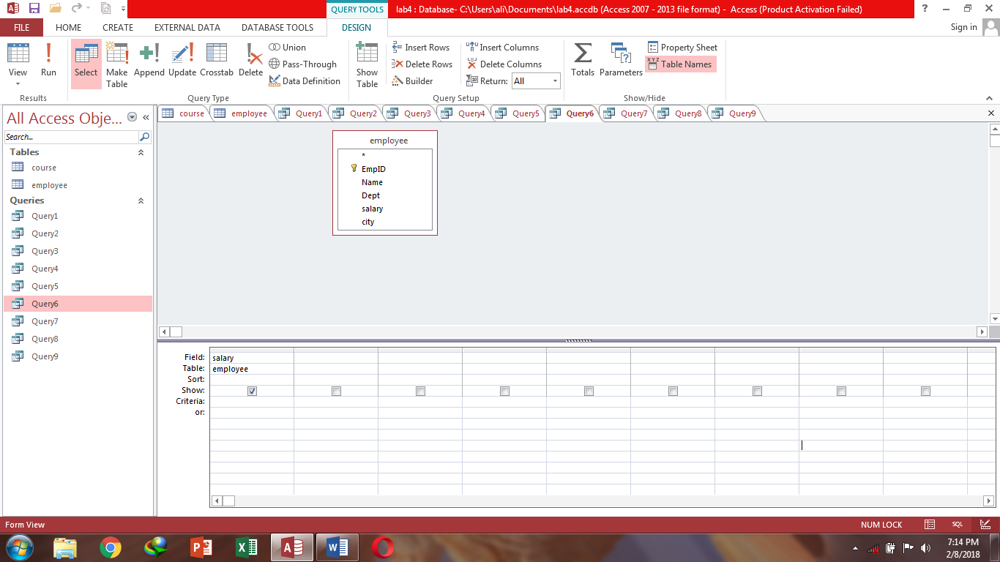 QUERY TOOLS lab4 : Database- C:\Users\ali\Documents\lab4.accdb (Access 2007 - 2013 file format) - Access (Product Activation Failed) ?
FILE HOME CREATE EXTERNAL DATA DATABASE TOOLS DESIGN Sign in
View Run Select Make Table Append Update Crosstab Delete
Union
Pass-Through
Data Definition
Show Table
Insert Rows
Delete Rows
Builder
Insert Columns
Delete Columns
Return: All
Totals Parameters
Property Sheet
XYZ Table Names
Results Query Type Query Setup Show/Hide
All Access Obje...
Search...
Tables
course
employee
Queries
Query1
Query2
Query3
Query4
Query5
Query6
Query7
Query8
Query9
course employee Query1 Query2 Query3 Query4 Query5 Query6 Query7 Query8 Query9
employee
*
EmpID
Name
Dept
salary
city
Field: salary
Table: employee
Sort:
Show:
Criteria:
or:
Form View NUM LOCK SQL
7:14 PM
2/8/2018